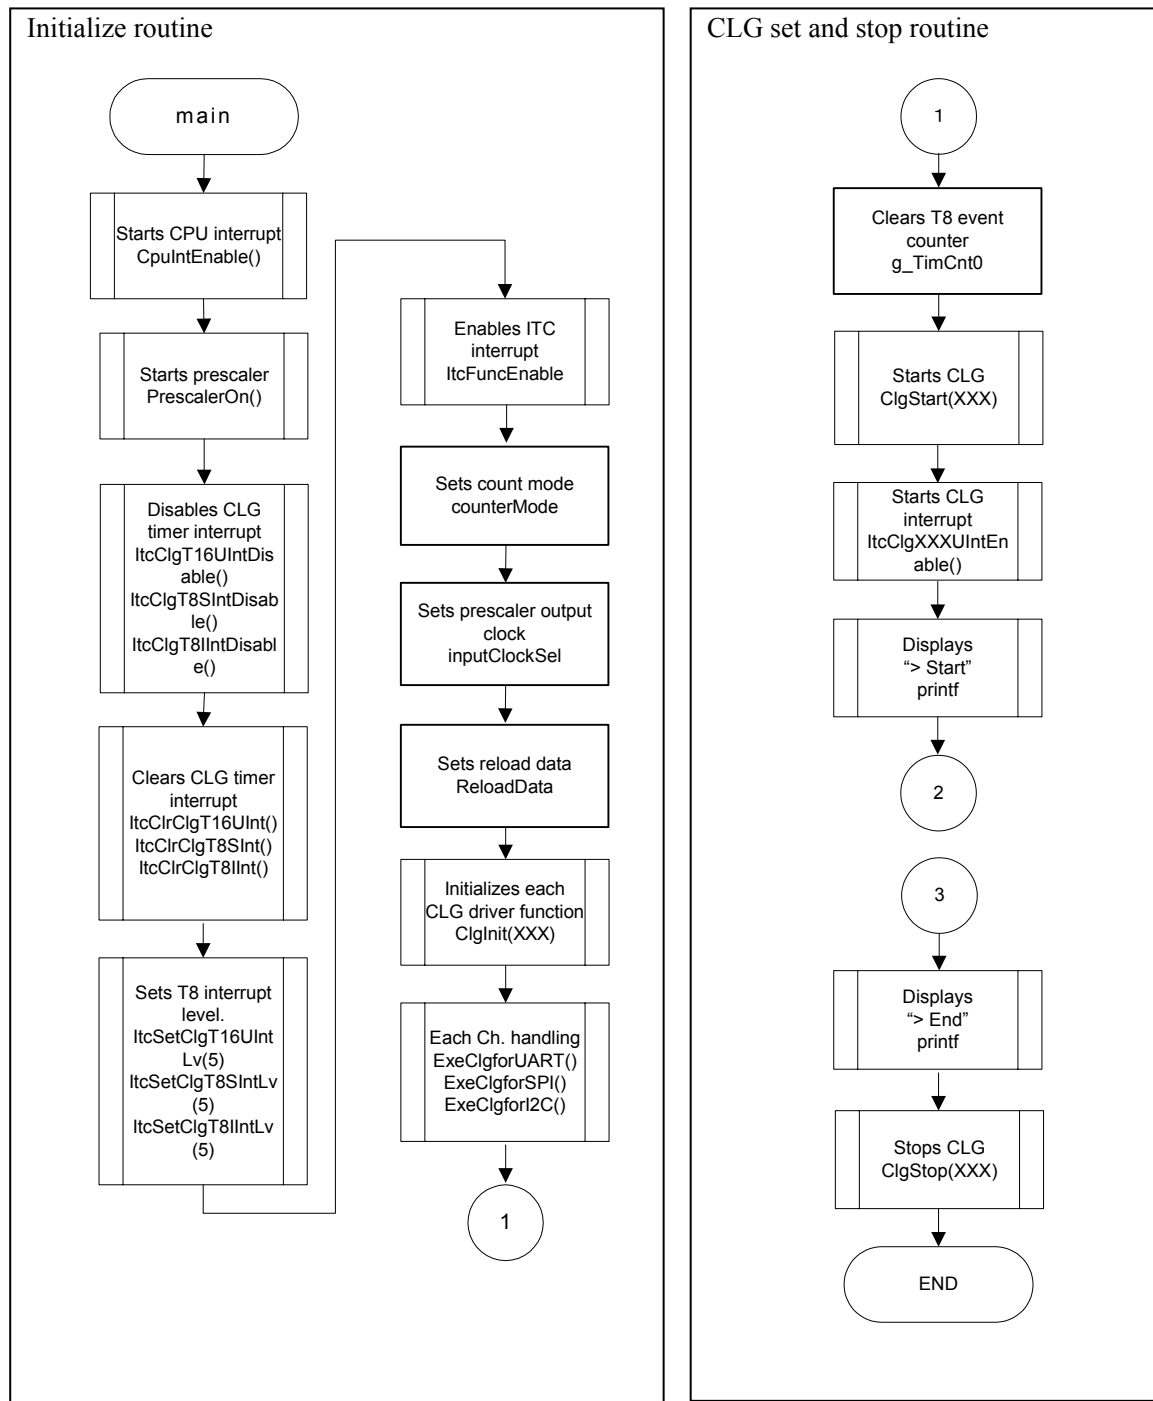 Initialize routine
main
Starts CPU interrupt
CpuIntEnable()
Starts prescaler
PrescalerOn()
Disables CLG
timer interrupt
ItcClgT16UIntDis
able()
ItcClgT8SIntDisab
le()
ItcClgT8IIntDisabl
e()
Clears CLG timer
interrupt
ItcClrClgT16UInt()
ItcClrClgT8SInt()
ItcClrClgT8IInt()
Sets T8 interrupt
level.
ItcSetClgT16UInt
Lv(5)
ItcSetClgT8SIntLv
(5)
ItcSetClgT8IIntLv
(5)
Enables ITC
interrupt
ItcFuncEnable
Sets count mode
counterMode
Sets prescaler output
clock
inputClockSel
Sets reload data
ReloadData
Initializes each
CLG driver function
ClgInit(XXX)
Each Ch. handling
ExeClgforUART()
ExeClgforSPI()
ExeClgforI2C()
1
CLG set and stop routine
1
Clears T8 event
counter
g_TimCnt0
Starts CLG
ClgStart(XXX)
Starts CLG
interrupt
ItcClgXXXUIntEn
able()
Displays
“> Start”
printf
2
3
Displays
“> End”
printf
Stops CLG
ClgStop(XXX)
END